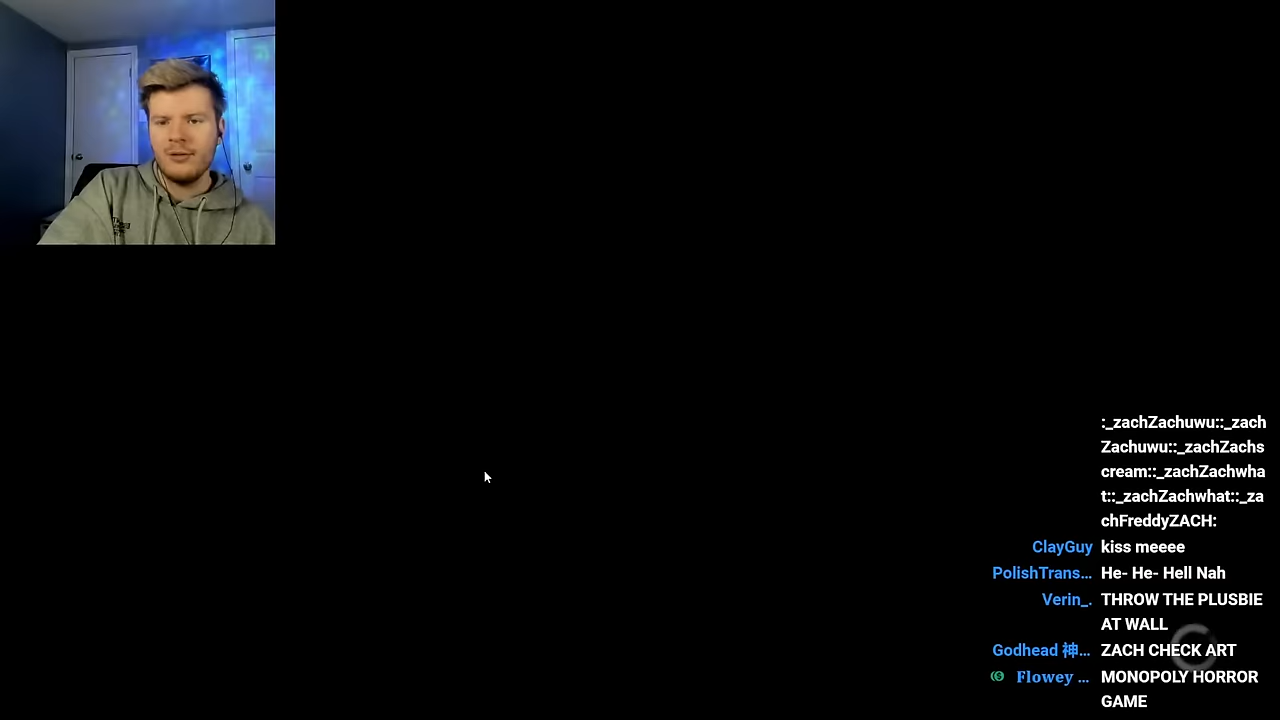 :_zachZachuwu::_zach
Zachuwu::_zachZachs
cream::_zachZachwha
t::_zachZachwhat::_za
chFreddyZACH:
ClayGuy kiss meeee
PolishTrans... He- He- Hell Nah
Verin_. THROW THE PLUSBIE
AT WALL
Godhead 神... ZACH CHECK ART
Flowey ... MONOPOLY HORROR
GAME